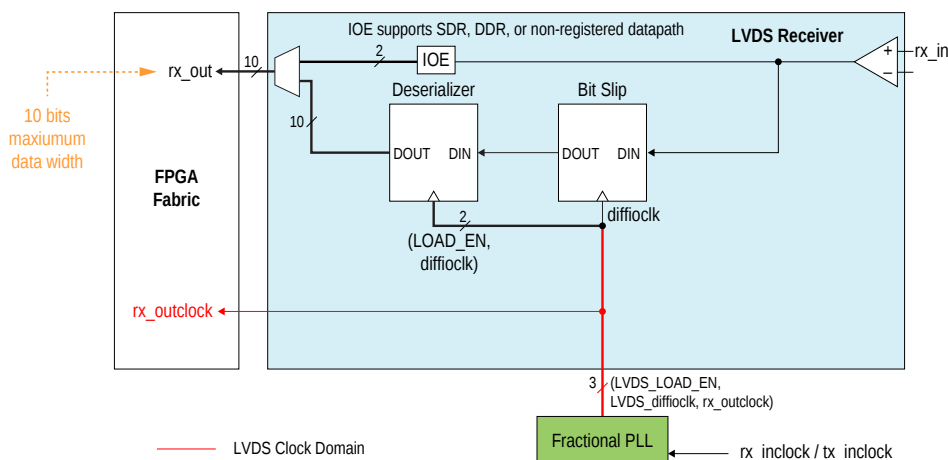 IOE supports SDR, DDR, or non-registered datapath
LVDS Receiver
2
IOE
+
rx_in
–
rx_out
10
Deserializer
Bit Slip
10 bits
maxiumum
data width
10
DOUT
DIN
DOUT
DIN
FPGA
Fabric
2
diffioclk
(LOAD_EN,
diffioclk)
rx_outclock
3
(LVDS_LOAD_EN,
LVDS_diffioclk, rx_outclock)
LVDS Clock Domain
Fractional PLL
rx_inclock / tx_inclock